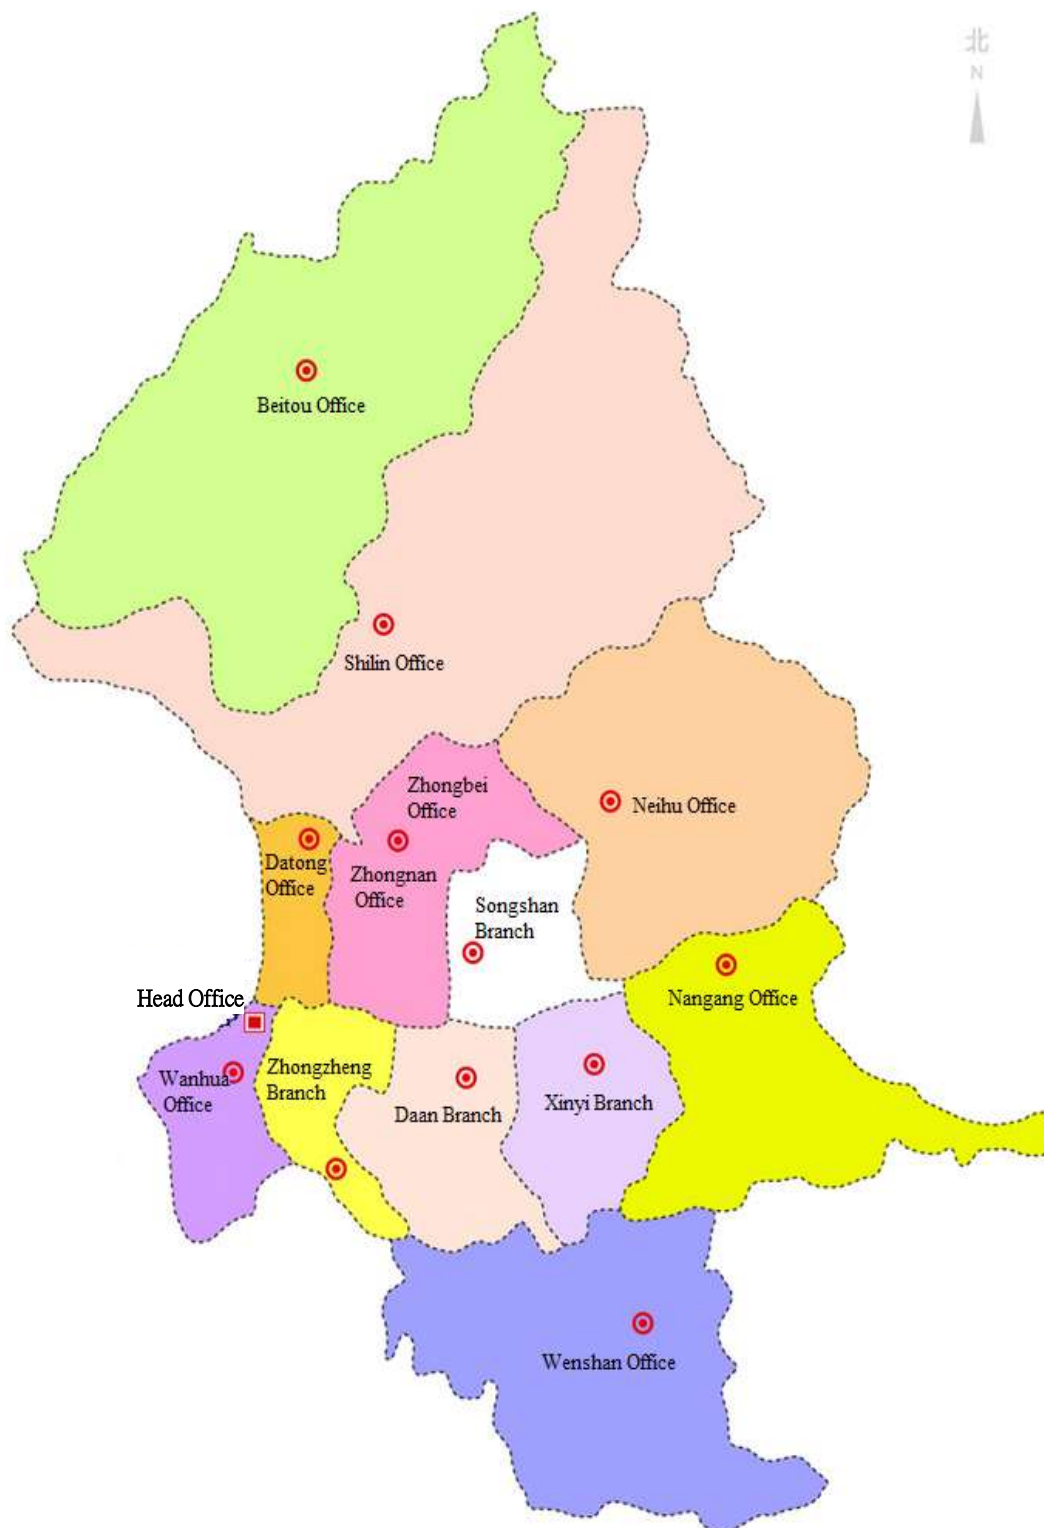 北
N
Beitou Office
Shilin Office
Zhongbei
Office
Neihu Office
Datong
Office
Zhongnan
Office
Songshan
Branch
Nangang Office
Head Office
Zhongzheng
Branch
Wanhua
Office
Daan Branch
Xinyi Branch
Wenshan Office